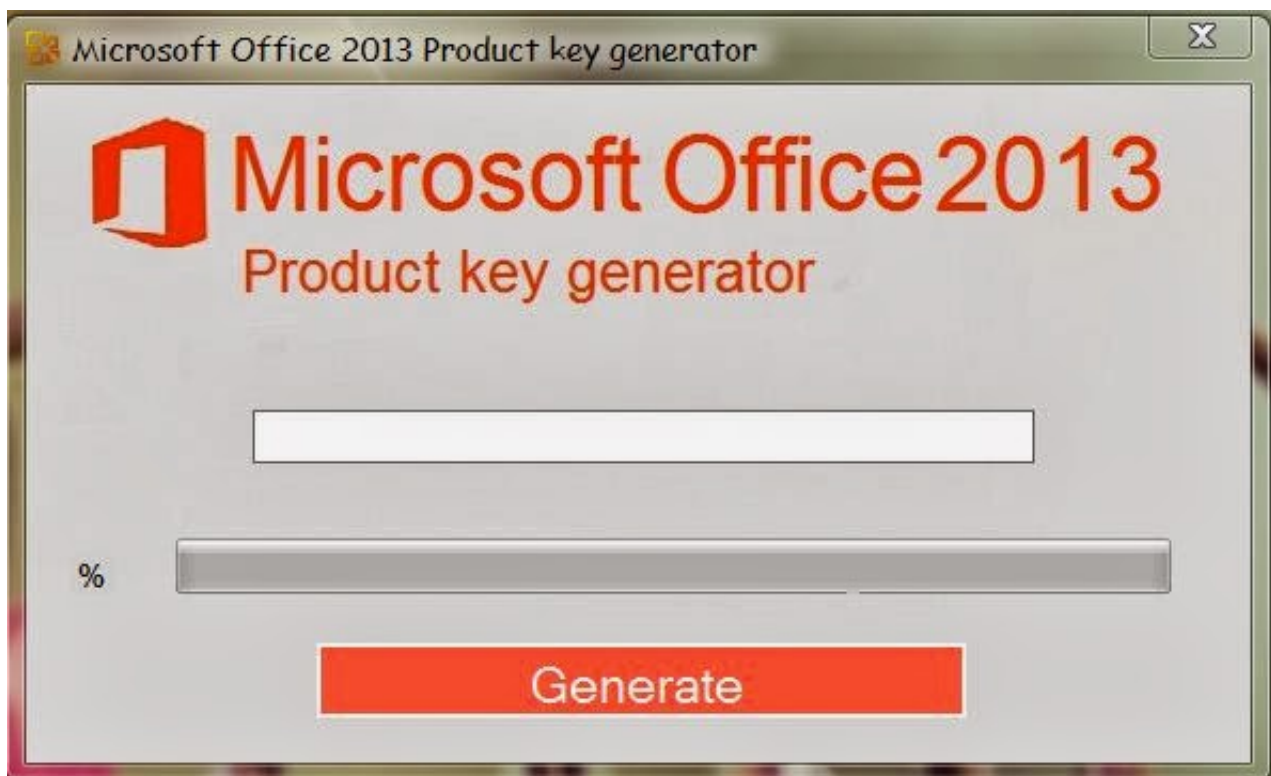 Microsoft Office 2013 Product key generator
Microsoft Office 2013
Product key generator
%
Generate